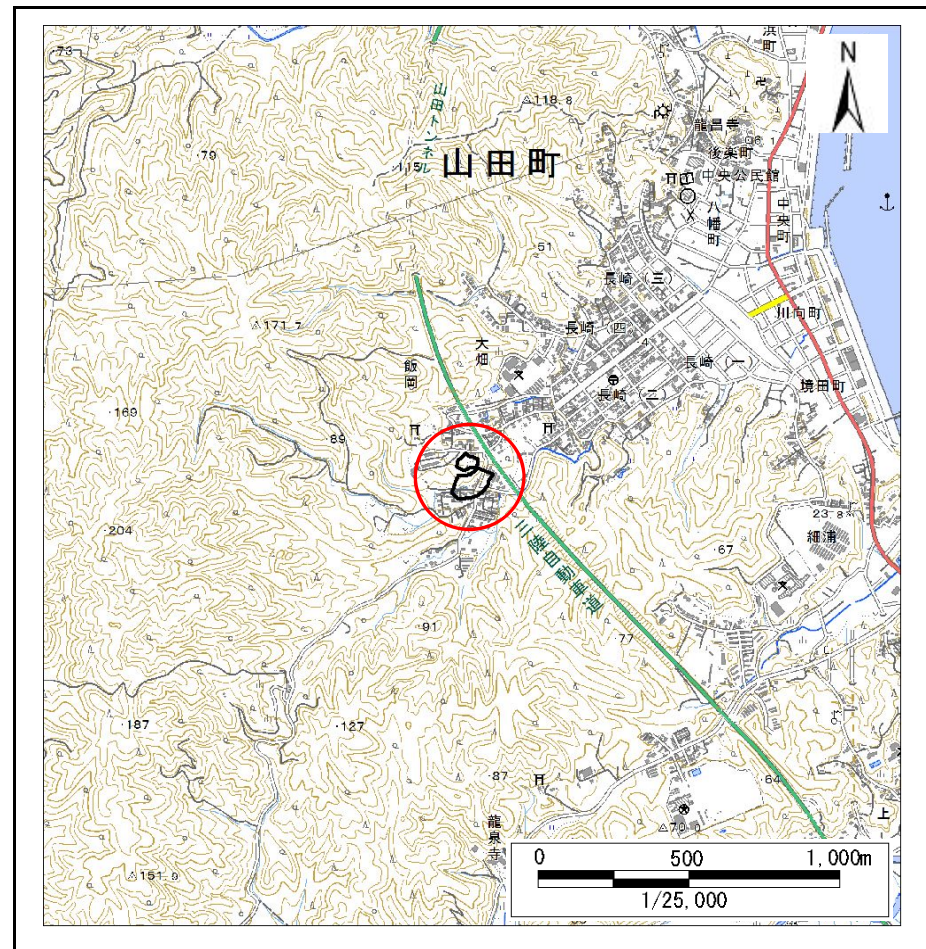 浜町
N
·73
山田トンネル
△118.8
龍昌寺
後楽町
·79
·115
山田町
中央公民館
八幡町
中央町
51
長崎(三)
川向町
長崎(四)
△171.7
大畑
4
長崎(一)
飯岡
長崎(二)
境田町
·169
89
23.8
·204
細浦
·67
三陸自動車道
·91
·77
·187
·127
·87
·64
上
龍泉寺
0 500 1,000m
△151.9
1/25,000